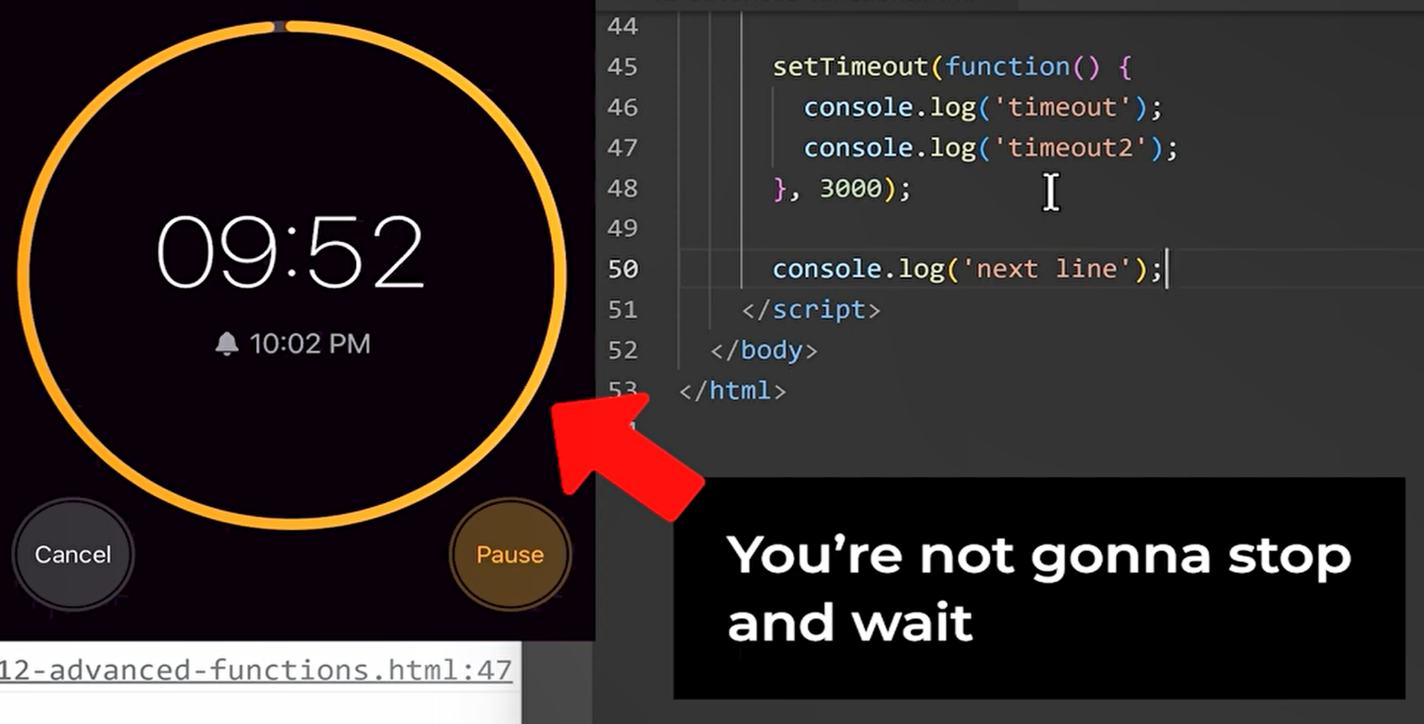 09:52
10:02 PM
Cancel
Pause
12-advanced-functions.html:47
44
45 setTimeout(function() {
46 console.log('timeout');
47 console.log('timeout2');
48 }, 3000);
49
50 console.log('next line');
51 </script>
52 </body>
53 </html>
You’re not gonna stop
and wait